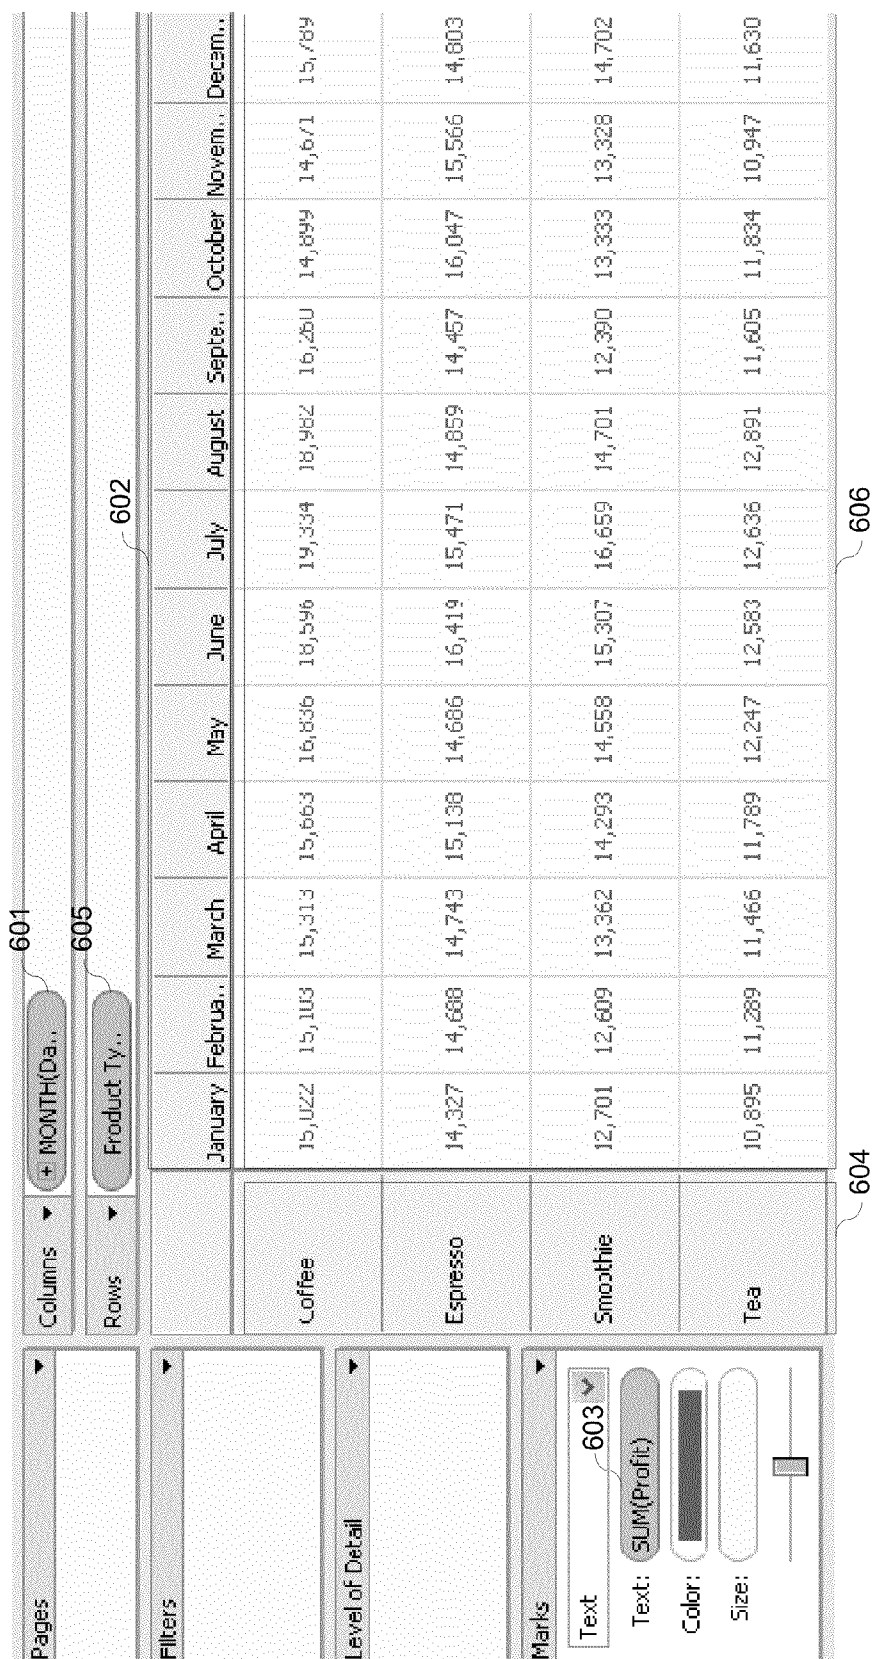 Pages
Columns + MONTH(Da..
601
Rows Product Ty..
605
Filters
Level of Detail
Marks
Text
Text: SUM(Profit)
603
Color:
Size:
602
January Februa.. March April May June July August Septe.. October Novem.. Decem..
Coffee 15,022 15,103 15,313 15,663 16,836 18,596 19,334 18,982 16,260 14,899 14,671 15,789
Espresso 14,327 14,688 14,743 15,138 14,686 16,419 15,471 14,859 14,457 16,047 15,566 14,803
Smoothie 12,701 12,609 13,362 14,293 14,558 15,307 16,659 14,701 12,390 13,333 13,328 14,702
Tea 10,895 11,289 11,466 11,789 12,247 12,583 12,636 12,891 11,605 11,834 10,947 11,630
604
606